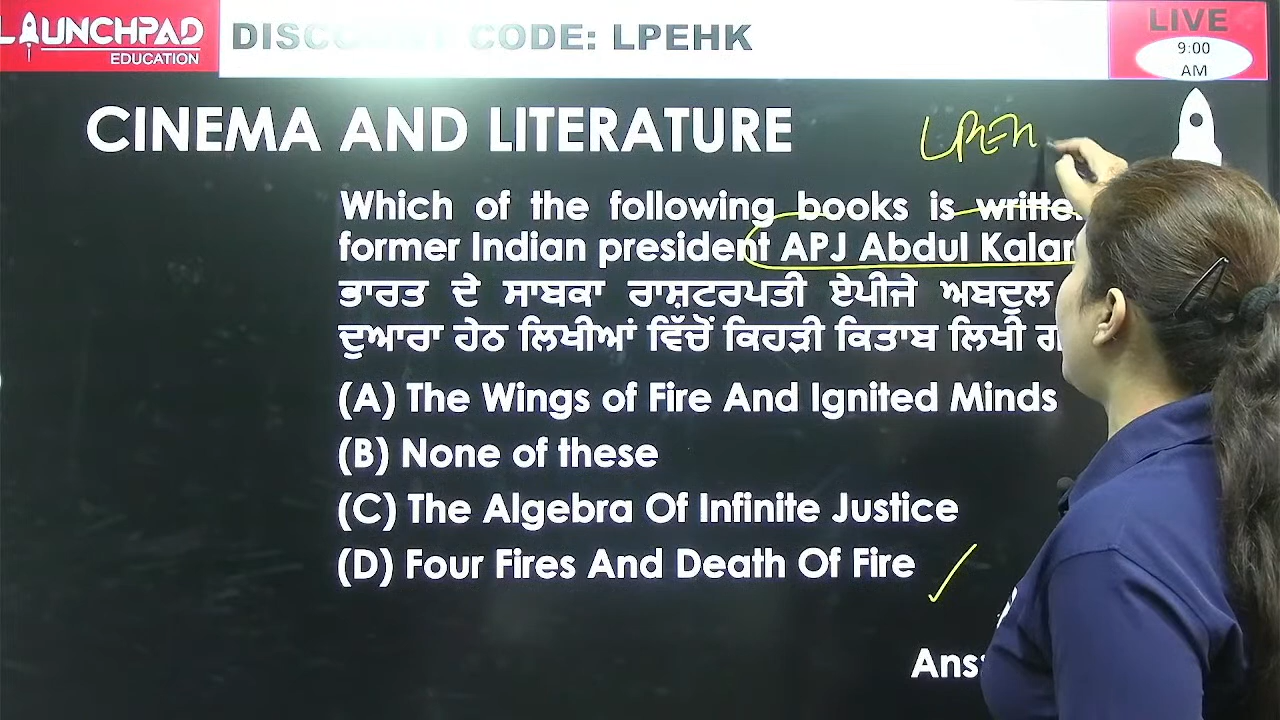 LAUNCHPAD
EDUCATION
DISCOUNT CODE: LPEHK
LIVE
9:00
AM
CINEMA AND LITERATURE
LPEH
Which of the following books is
former Indian president APJ Abdul
ਭਾਰਤ ਦੇ ਸਾਬਕਾ ਰਾਸ਼ਟਰਪਤੀ ਏਪੀਜੇ ਅਬਦੁਲ
ਦੁਆਰਾ ਹੇਠ ਲਿਖੀਆਂ ਵਿੱਚੋਂ ਕਿਹੜੀ ਕਿਤਾਬ ਲਿਖੀ
(A) The Wings of Fire And Ignited Minds
(B) None of these
(C) The Algebra Of Infinite Justice
(D) Four Fires And Death Of Fire